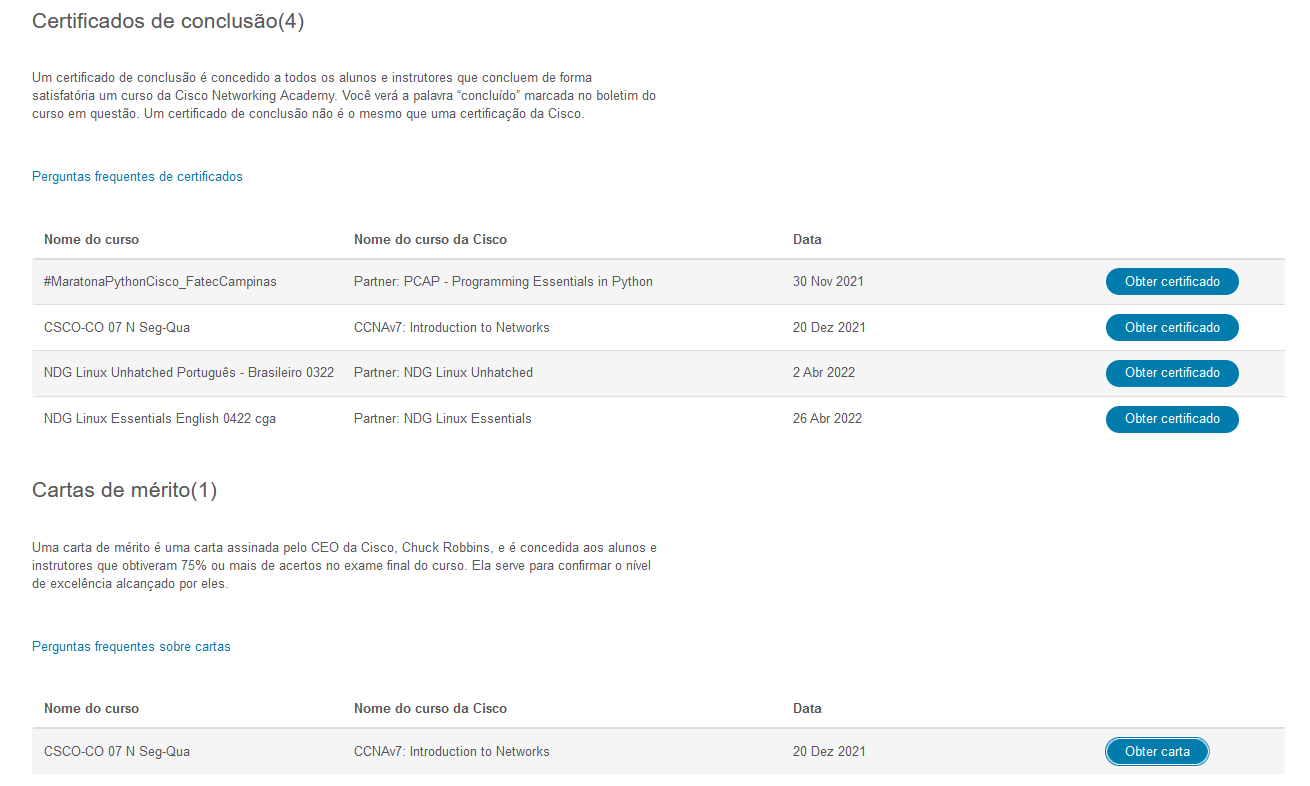 Certificados de conclusão(4)
Um certificado de conclusão é concedido a todos os alunos e instrutores que concluem de forma
satisfatória um curso da Cisco Networking Academy. Você verá a palavra “concluído” marcada no boletim do
curso em questão. Um certificado de conclusão não é o mesmo que uma certificação da Cisco.
Perguntas frequentes de certificados
Nome do curso Nome do curso da Cisco Data
#MaratonaPythonCisco_FatecCampinas Partner: PCAP - Programming Essentials in Python 30 Nov 2021 Obter certificado
CSCO-CO 07 N Seg-Qua CCNAv7: Introduction to Networks 20 Dez 2021 Obter certificado
NDG Linux Unhatched Português - Brasileiro 0322 Partner: NDG Linux Unhatched 2 Abr 2022 Obter certificado
NDG Linux Essentials English 0422 cga Partner: NDG Linux Essentials 26 Abr 2022 Obter certificado
Cartas de mérito(1)
Uma carta de mérito é uma carta assinada pelo CEO da Cisco, Chuck Robbins, e é concedida aos alunos e
instrutores que obtiveram 75% ou mais de acertos no exame final do curso. Ela serve para confirmar o nível
de excelência alcançado por eles.
Perguntas frequentes sobre cartas
Nome do curso Nome do curso da Cisco Data
CSCO-CO 07 N Seg-Qua CCNAv7: Introduction to Networks 20 Dez 2021 Obter carta